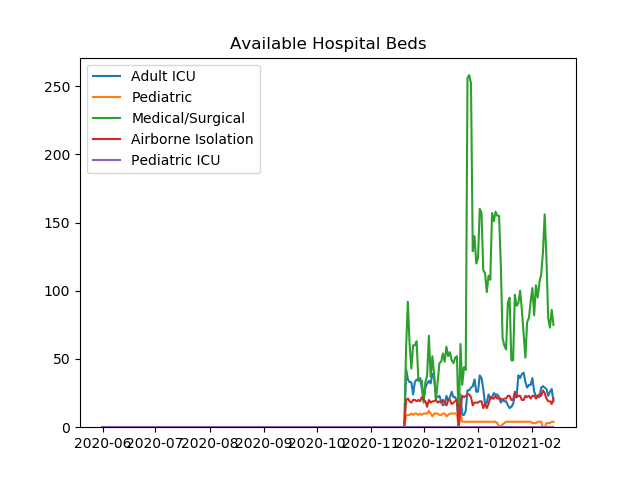 Available Hospital Beds
Adult ICU
Pediatric
Medical/Surgical
Airborne Isolation
Pediatric ICU
250
200
150
100
50
0
2020-06 2020-07 2020-08 2020-09 2020-10 2020-11 2020-12 2021-01 2021-02